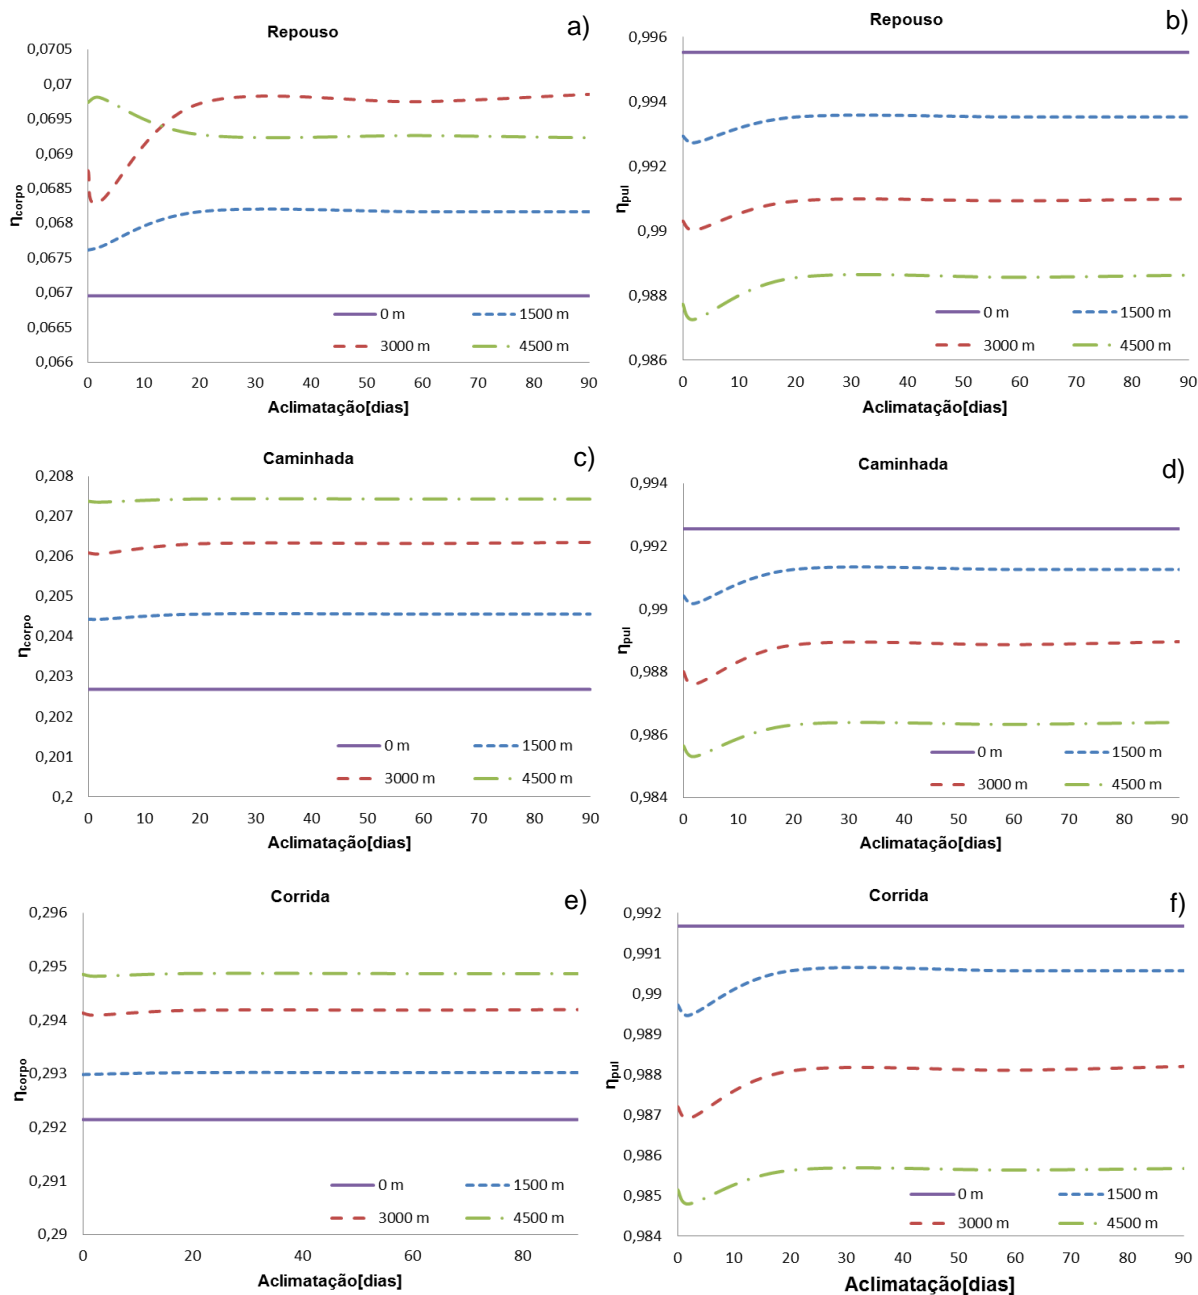 Repouso
a)
0,0705
0,07
0,0695
0,069
0,0685
0,068
0,0675
0,067
0,0665
0,066
ηcorpo
0 m
1500 m
3000 m
4500 m
0 10 20 30 40 50 60 70 80 90
Aclimatação[dias]
Repouso
b)
0,996
0,994
0,992
0,99
0,988
0,986
ηpul
0 m
1500 m
3000 m
4500 m
0 10 20 30 40 50 60 70 80 90
Aclimatação[dias]
Caminhada
c)
0,208
0,207
0,206
0,205
0,204
0,203
0,202
0,201
0,2
ηcorpo
0 m
1500 m
3000 m
4500 m
0 10 20 30 40 50 60 70 80 90
Aclimatação[dias]
Caminhada
d)
0,994
0,992
0,99
0,988
0,986
0,984
ηpul
0 m
1500 m
3000 m
4500 m
0 10 20 30 40 50 60 70 80 90
Aclimatação[dias]
Corrida
e)
0,296
0,295
0,294
0,293
0,292
0,291
0,29
ηcorpo
0 m
1500 m
3000 m
4500 m
0 20 40 60 80
Aclimatação[dias]
Corrida
f)
0,992
0,991
0,99
0,989
0,988
0,987
0,986
0,985
0,984
ηpul
0 m
1500 m
3000 m
4500 m
0 10 20 30 40 50 60 70 80 90
Aclimatação[dias]